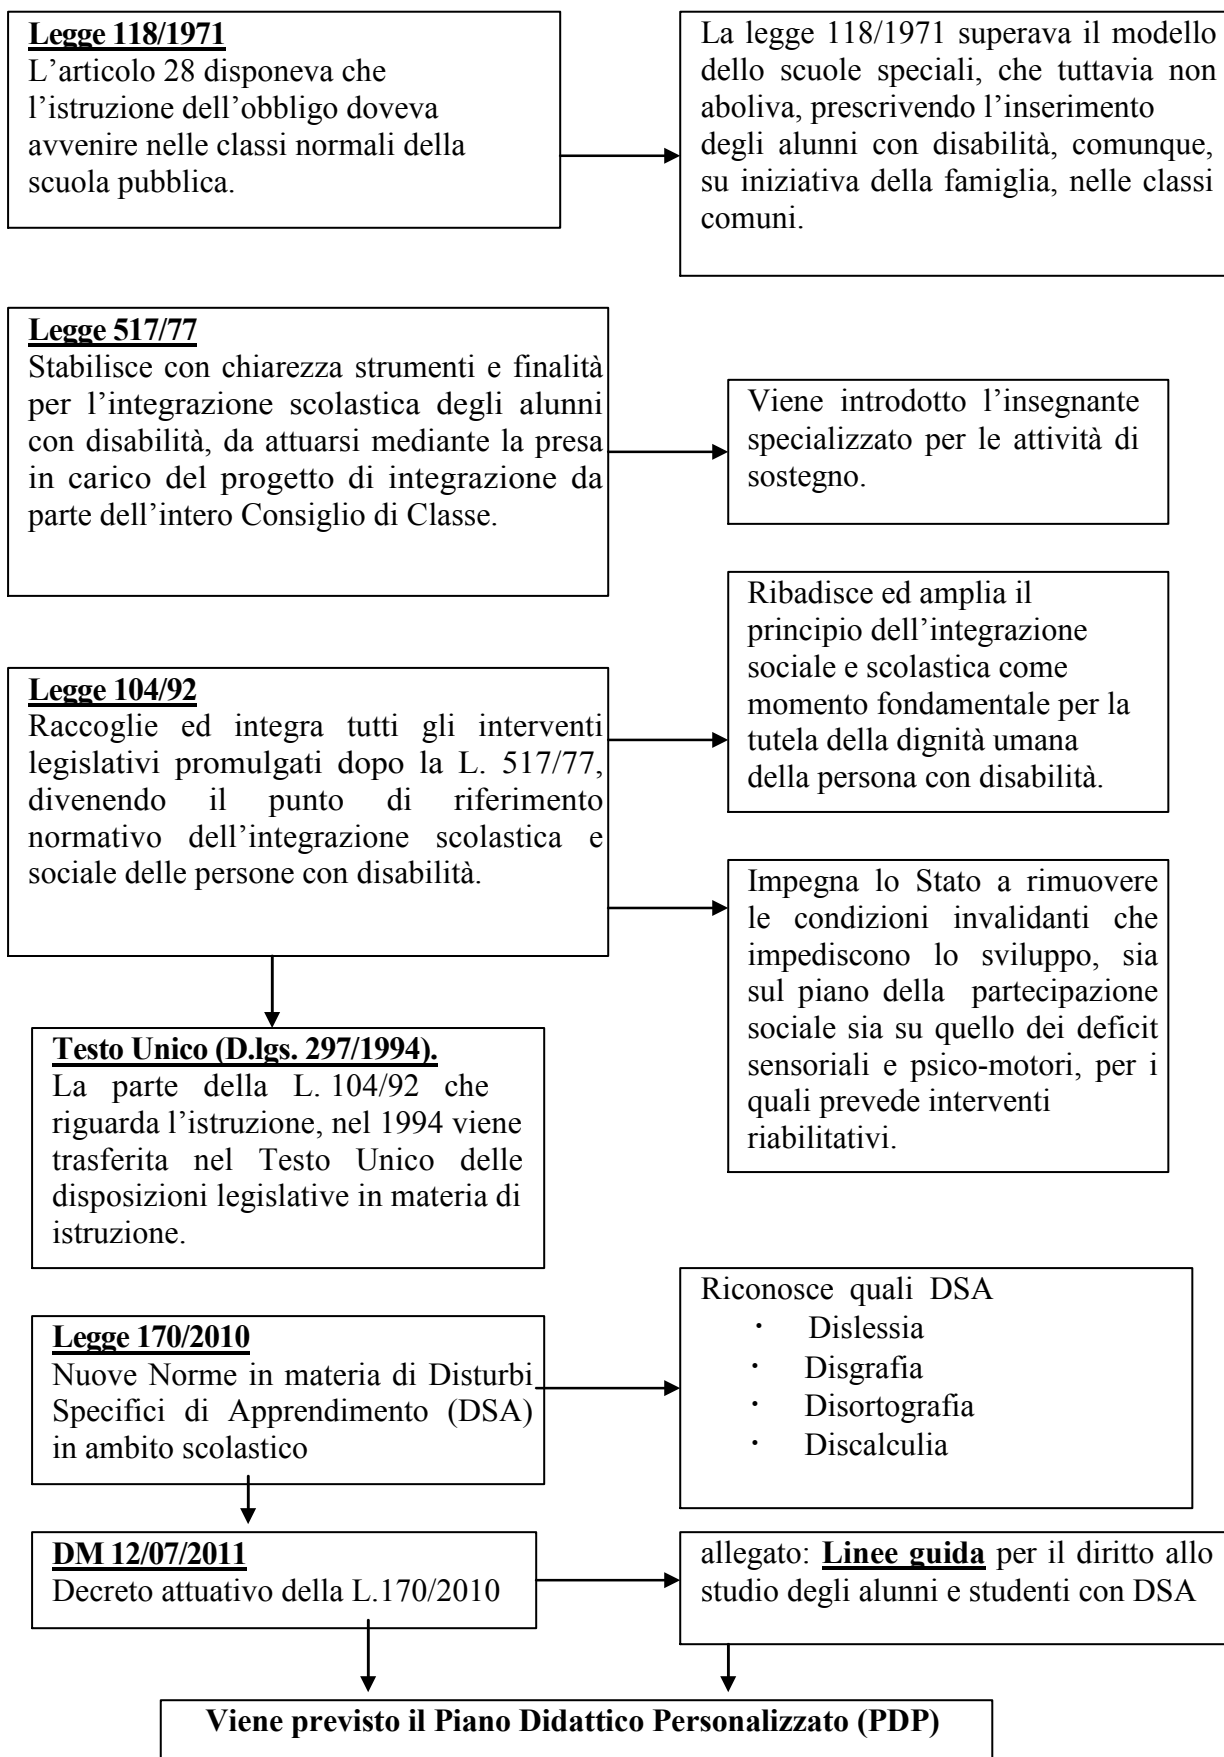 Legge 118/1971
L’articolo 28 disponeva che
l’istruzione dell’obbligo doveva
avvenire nelle classi normali della
scuola pubblica.
La legge 118/1971 superava il modello
dello scuole speciali, che tuttavia non
aboliva, prescrivendo l’inserimento
degli alunni con disabilità, comunque,
su iniziativa della famiglia, nelle classi
comuni.
Legge 517/77
Stabilisce con chiarezza strumenti e finalità
per l’integrazione scolastica degli alunni
con disabilità, da attuarsi mediante la presa
in carico del progetto di integrazione da
parte dell’intero Consiglio di Classe.
Viene introdotto l’insegnante
specializzato per le attività di
sostegno.
Legge 104/92
Raccoglie ed integra tutti gli interventi
legislativi promulgati dopo la L. 517/77,
divenendo il punto di riferimento
normativo dell’integrazione scolastica e
sociale delle persone con disabilità.
Ribadisce ed amplia il
principio dell’integrazione
sociale e scolastica come
momento fondamentale per la
tutela della dignità umana
della persona con disabilità.
Impegna lo Stato a rimuovere
le condizioni invalidanti che
impediscono lo sviluppo, sia
sul piano della partecipazione
sociale sia su quello dei deficit
sensoriali e psico-motori, per i
quali prevede interventi
riabilitativi.
Testo Unico (D.lgs. 297/1994).
La parte della L. 104/92 che
riguarda l’istruzione, nel 1994 viene
trasferita nel Testo Unico delle
disposizioni legislative in materia di
istruzione.
Legge 170/2010
Nuove Norme in materia di Disturbi
Specifici di Apprendimento (DSA)
in ambito scolastico
Riconosce quali DSA
· Dislessia
· Disgrafia
· Disortografia
· Discalculia
DM 12/07/2011
Decreto attuativo della L.170/2010
allegato: Linee guida per il diritto allo
studio degli alunni e studenti con DSA
Viene previsto il Piano Didattico Personalizzato (PDP)